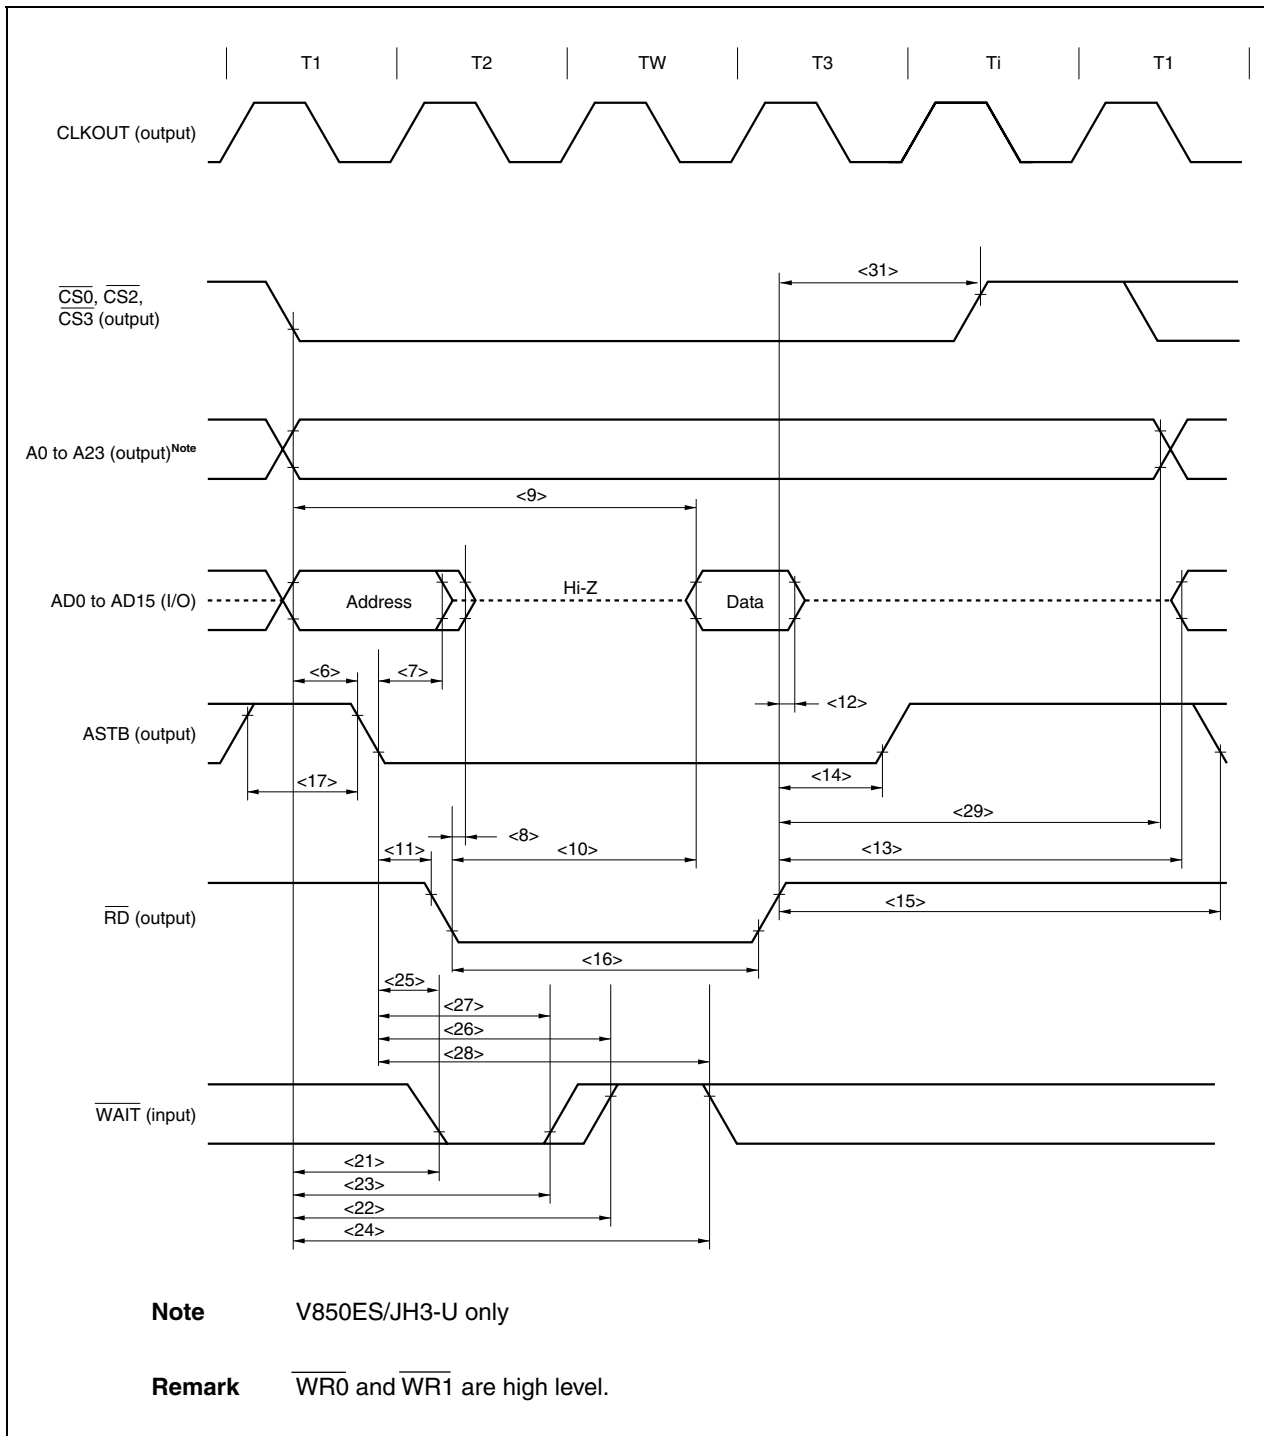 T1 T2 TW T3 Ti T1
CLKOUT (output)
<31>
CS0, CS2,
CS3 (output)
A0 to A23 (output)Note
<9>
AD0 to AD15 (I/O)
Address
Hi-Z
Data
<6> <7>
<12>
ASTB (output)
<17>
<14>
<29>
<8>
<11> <10> <13>
<15>
RD (output)
<16>
<25>
<27>
<26>
<28>
WAIT (input)
<21>
<23>
<22>
<24>
Note V850ES/JH3-U only
Remark WR0 and WR1 are high level.